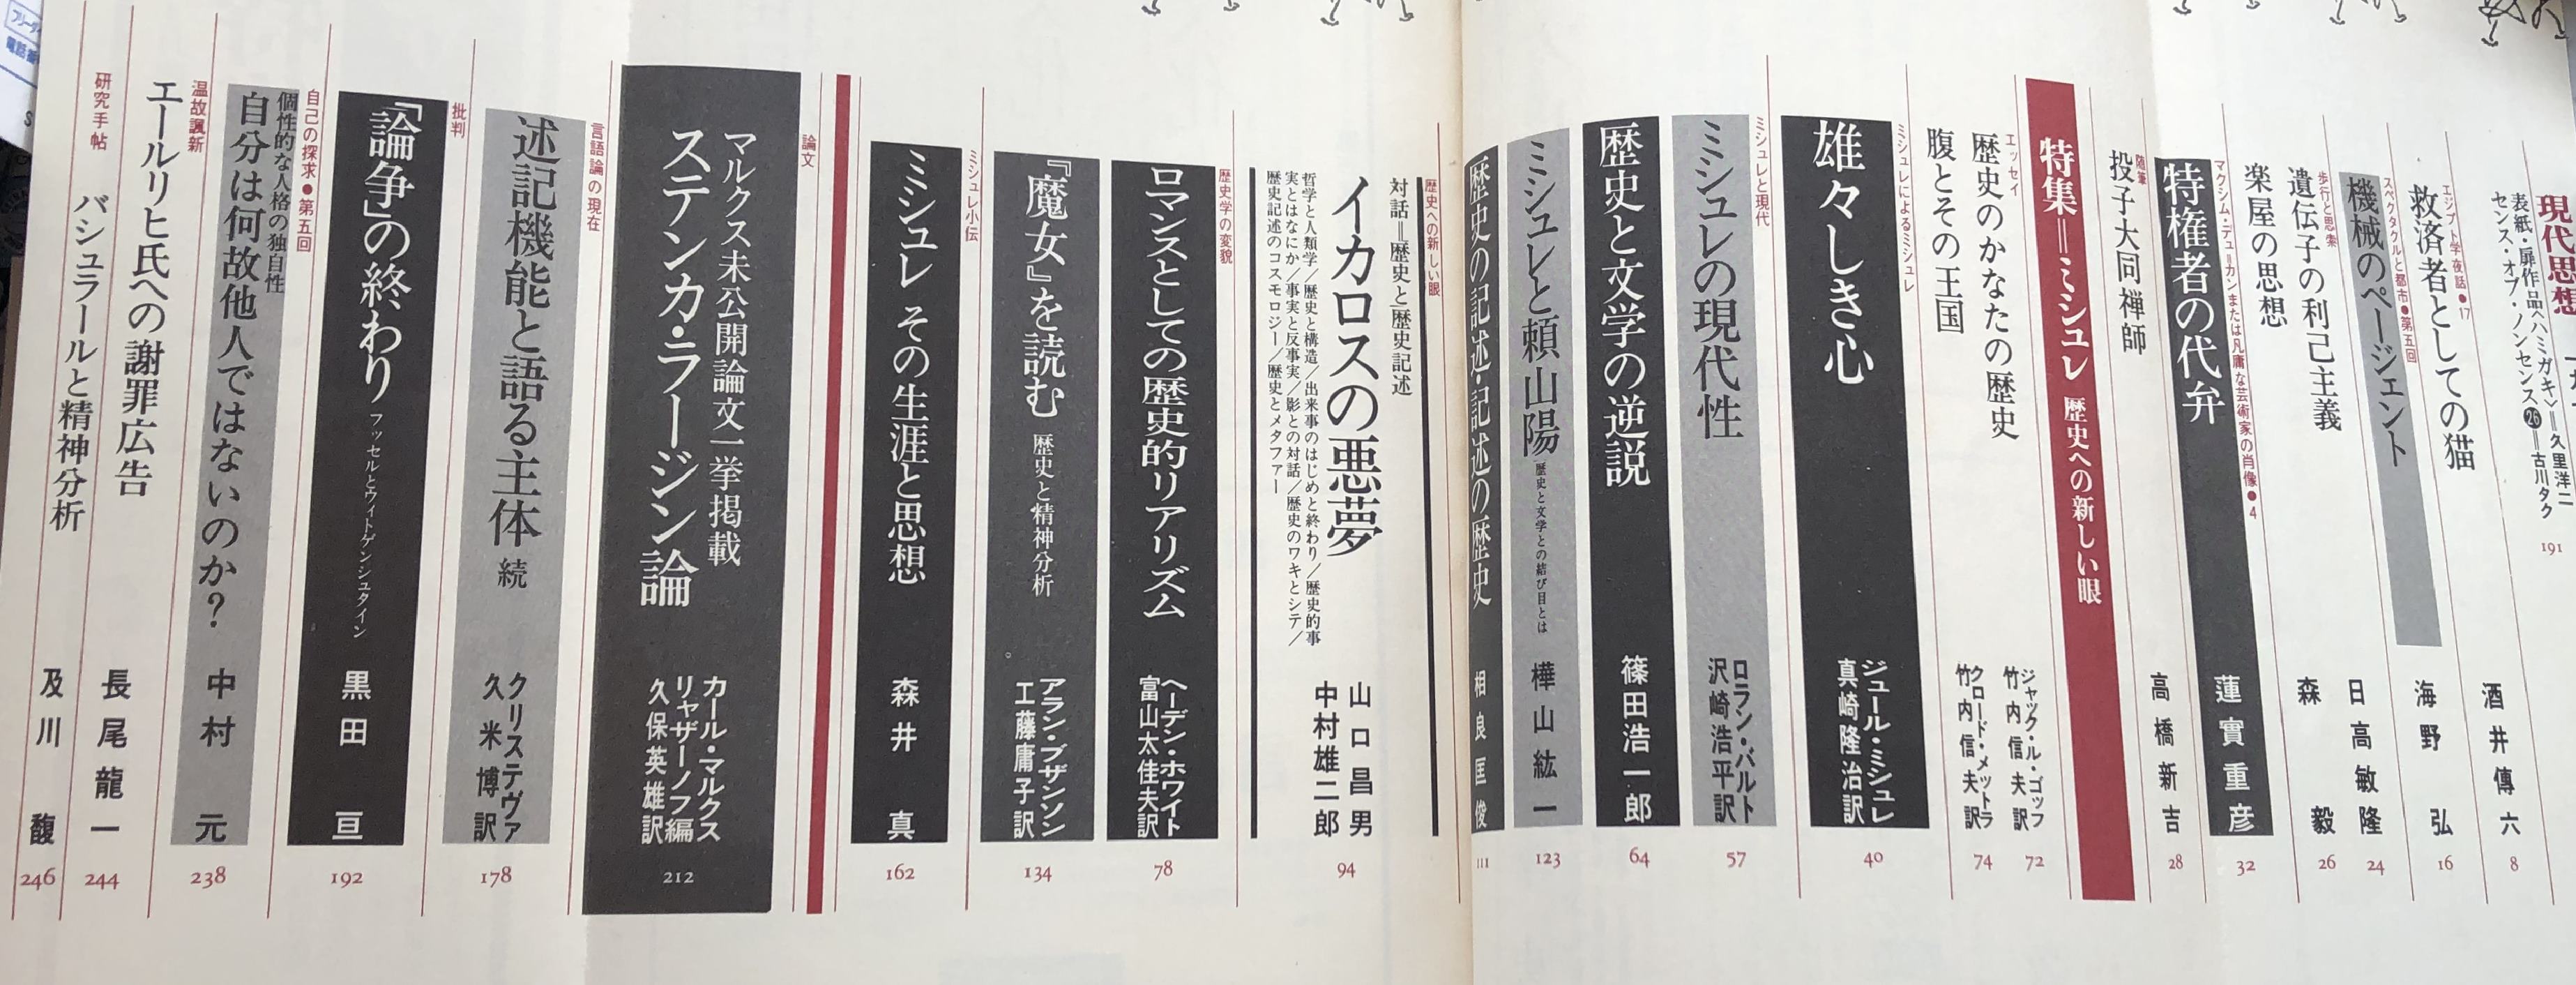 現代思想
表紙・扉作品〈ハミガキ〉＝久里洋二
センス・オブ・ノンセンス㉖＝古川タク 191
酒井傳六 8
エジプト学夜話●17
救済者としての猫
海野弘 16
スペクタクルと都市●第五回
機械のページェント
日高敏隆 24
遺伝子の利己主義
歩行と思索
森毅 26
楽屋の思想
マクシム・デュ＝カンまたは凡庸な芸術家の肖像●4
特権者の代弁 蓮實重彦 32
随筆
投子大同禅師 高橋新吉 28
特集＝ミシュレ 歴史への新しい眼
エッセイ
歴史のかなたの歴史 ジャック・ル・ゴッフ 竹内信夫訳 72
腹とその王国 クロード・メットラ 竹内信夫訳 74
ミシュレによるミシュレ
雄々しき心 ジュール・ミシュレ 真崎隆治訳 40
ミシュレと現代
ミシュレの現代性 ロラン・バルト 沢崎浩平訳 57
歴史と文学の逆説 篠田浩一郎 64
ミシュレと頼山陽 歴史と文学との結び目とは 樺山紘一 123
歴史の記述・記述の歴史 相良匡俊 111
歴史への新しい眼
対話＝歴史と歴史記述
イカロスの悪夢 山口昌男 中村雄二郎 94
哲学と人類学／歴史と構造／出来事のはじめと終わり／歴史的事
実とはなにか／事実と反事実／影との対話／歴史のワキとシテ／
歴史記述のコスモロジー／歴史とメタファー
歴史学の変貌
ロマンスとしての歴史的リアリズム ヘーデン・ホワイト 富山太佳夫訳 78
『魔女』を読む 歴史と精神分析 アラン・ブザンソン 工藤庸子訳 134
ミシュレ小伝
ミシュレ その生涯と思想 森井真 162
論文
マルクス未公開論文一挙掲載
ステンカ・ラージン論 カール・マルクス リャザーノフ編 久保英雄訳 212
言語論の現在
述記機能と語る主体 続 クリステヴァ 久米博訳 178
批判
「論争」の終わり フッセルとウィトゲンシュタイン 黒田亘 192
自己の探求●第五回
個性的な人格の独自性
自分は何故他人ではないのか？ 中村元 238
温故諷新
エールリヒ氏への謝罪広告 長尾龍一 244
研究手帖
バシュラールと精神分析 及川馥 246